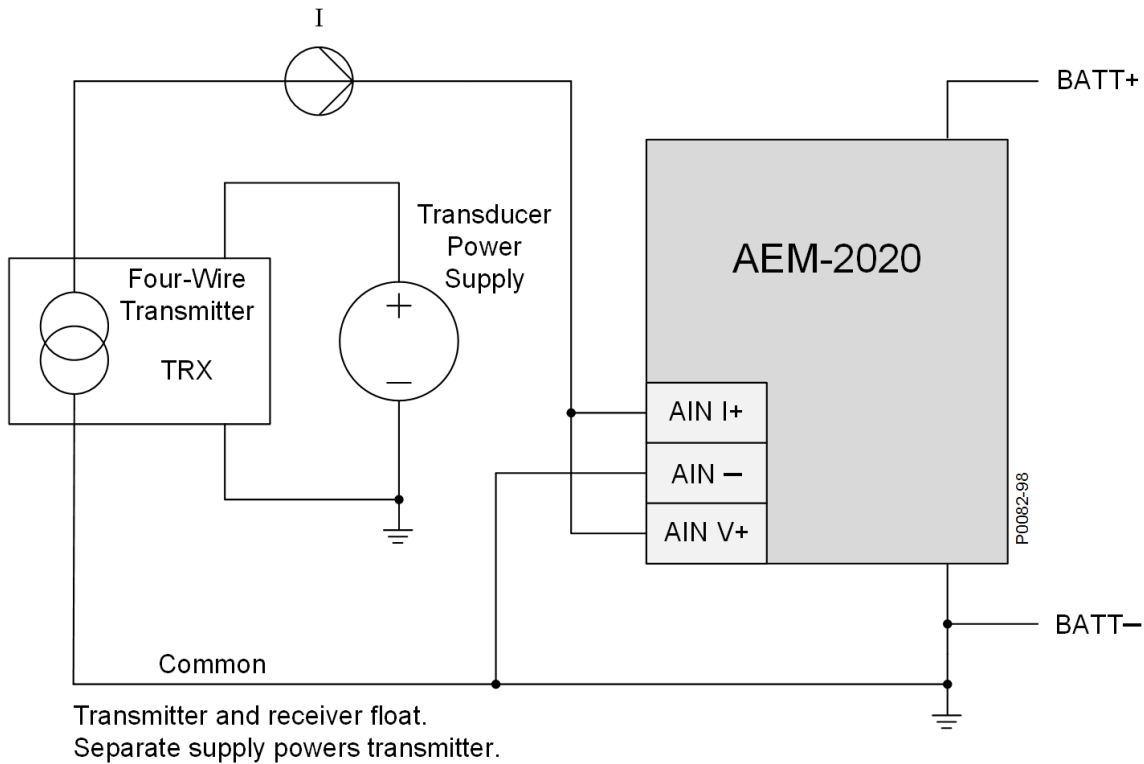 I
BATT+
Transducer
Power
Supply
Four-Wire
Transmitter
TRX
+
–
AEM-2020
AIN I+
AIN –
AIN V+
P0082-98
BATT–
Common
Transmitter and receiver float.
Separate supply powers transmitter.